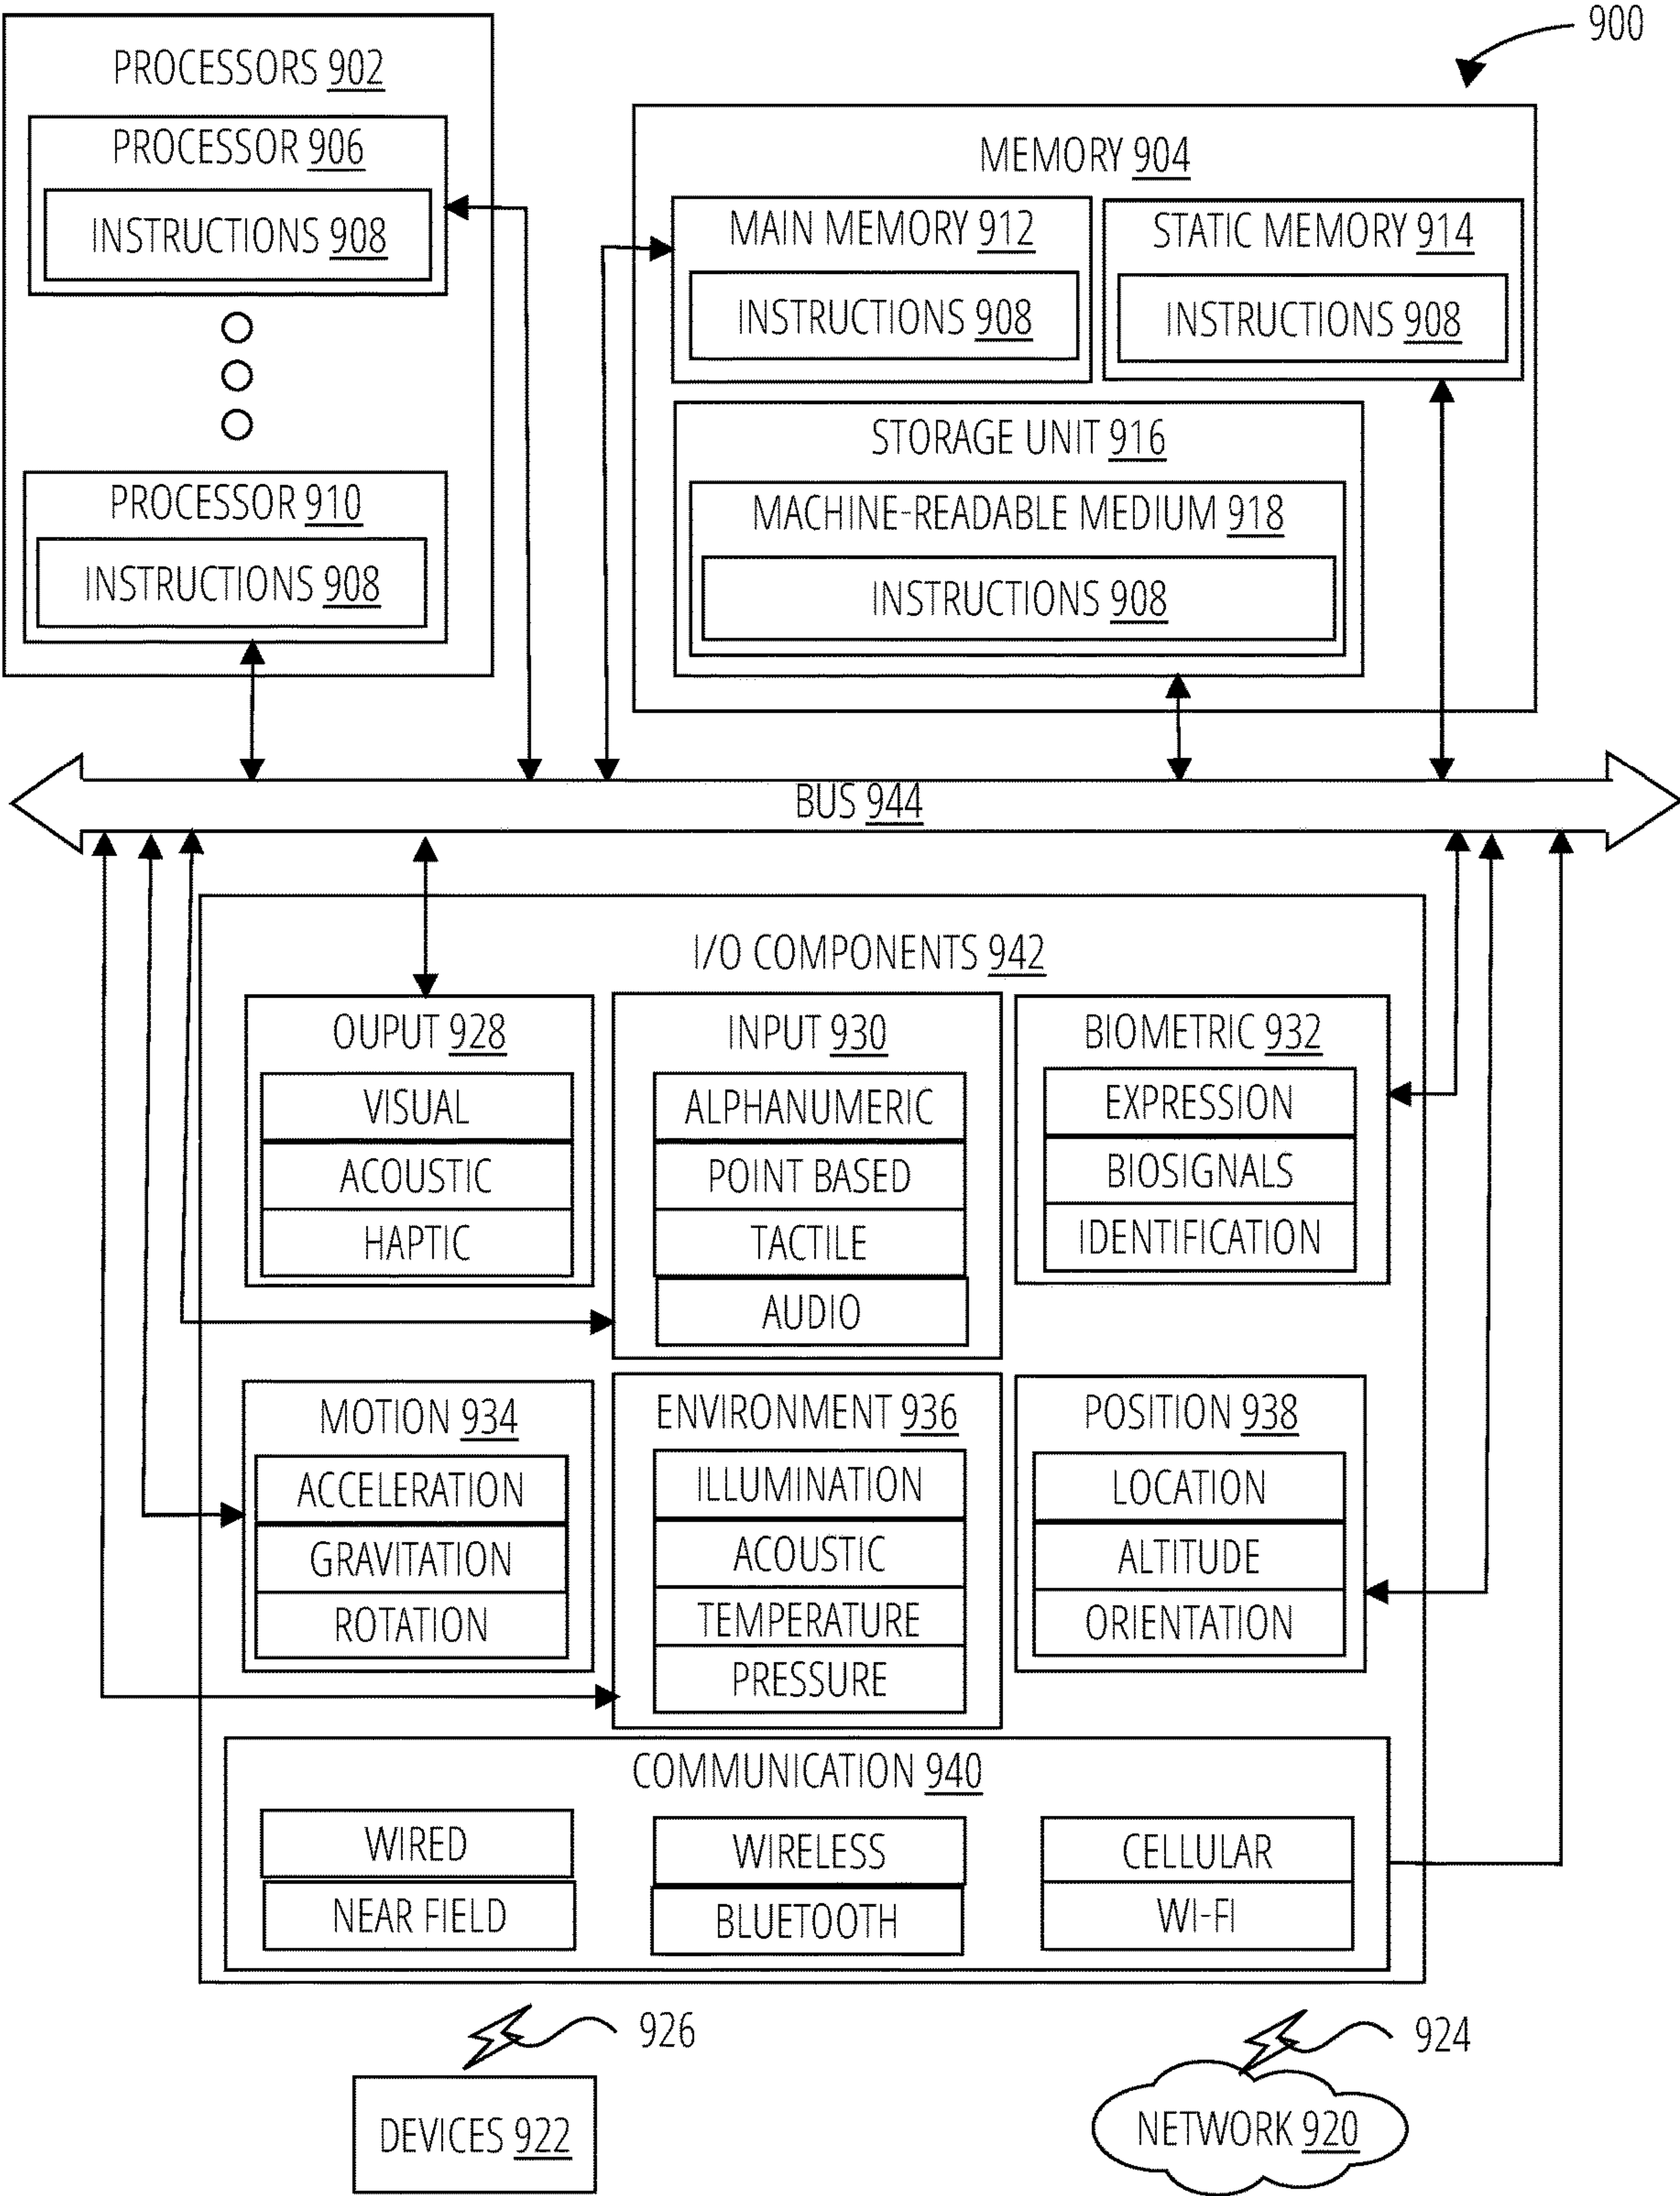 900
PROCESSORS 902
PROCESSOR 906
INSTRUCTIONS 908
PROCESSOR 910
INSTRUCTIONS 908
MEMORY 904
MAIN MEMORY 912
INSTRUCTIONS 908
STATIC MEMORY 914
INSTRUCTIONS 908
STORAGE UNIT 916
MACHINE-READABLE MEDIUM 918
INSTRUCTIONS 908
BUS 944
I/O COMPONENTS 942
OUPUT 928
VISUAL
ACOUSTIC
HAPTIC
INPUT 930
ALPHANUMERIC
POINT BASED
TACTILE
AUDIO
BIOMETRIC 932
EXPRESSION
BIOSIGNALS
IDENTIFICATION
MOTION 934
ACCELERATION
GRAVITATION
ROTATION
ENVIRONMENT 936
ILLUMINATION
ACOUSTIC
TEMPERATURE
PRESSURE
POSITION 938
LOCATION
ALTITUDE
ORIENTATION
COMMUNICATION 940
WIRED
NEAR FIELD
WIRELESS
BLUETOOTH
CELLULAR
WI-FI
926
DEVICES 922
924
NETWORK 920